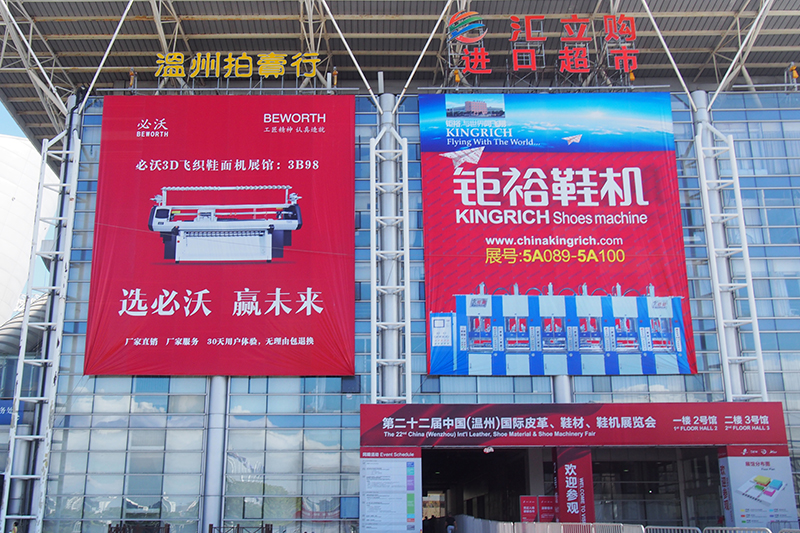 温州拍卖行
汇立购
进口超市
必沃
BEWORTH
BEWORTH
工匠精神 认真造就
必沃3D飞织鞋面机展馆：3B98
选必沃 赢未来
厂家直销 厂家服务 30天用户体验，无理由包退换
KINGRICH
Flying With The World...
钜裕鞋机
KINGRICH Shoes machine
www.chinakingrich.com
展号:5A089-5A100
第二十二届中国(温州)国际皮革、鞋材、鞋机展览会
The 22nd China (Wenzhou) Int'l Leather, Shoe Material & Shoe Machinery Fair
一楼 2号馆
1st FLOOR HALL 2
二楼 3号馆
2nd FLOOR HALL 3
Event Schedule
欢迎参观
WELCOME TO
欢迎